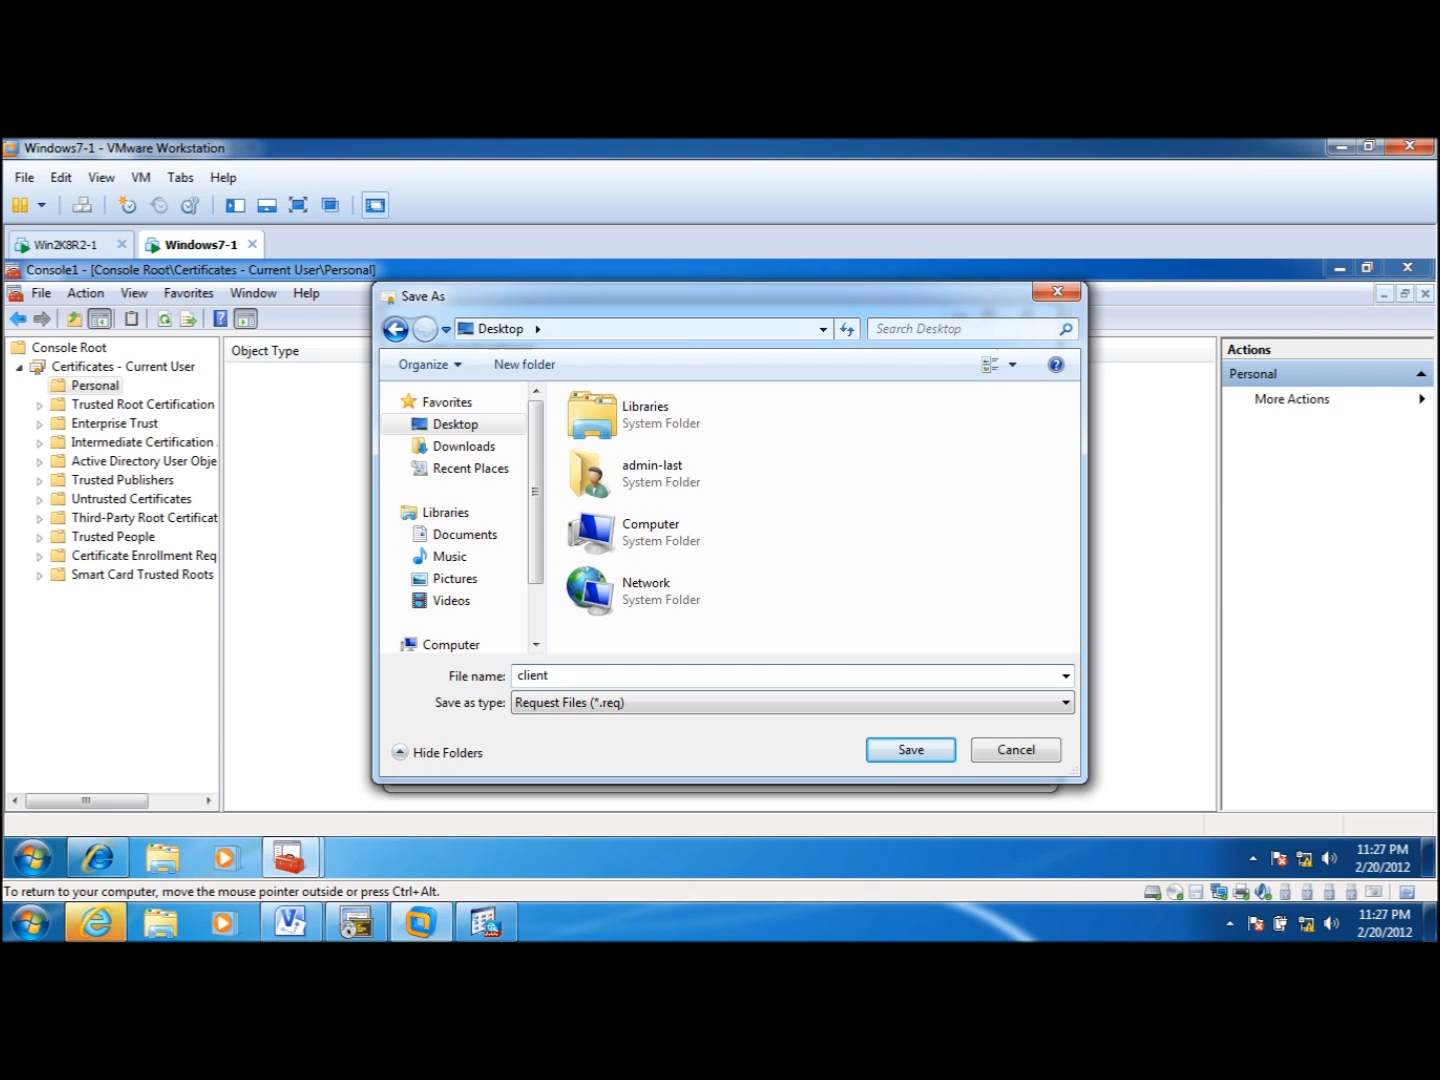 Windows7-1 - VMware Workstation
File Edit View VM Tabs Help
Win2K8R2-1
Windows7-1
Console1 - [Console Root\Certificates - Current User\Personal]
File Action View Favorites Window Help
Console Root
Certificates - Current User
Personal
Trusted Root Certification
Enterprise Trust
Intermediate Certification
Active Directory User Obje
Trusted Publishers
Untrusted Certificates
Third-Party Root Certificat
Trusted People
Certificate Enrollment Req
Smart Card Trusted Roots
Object Type
Save As
Desktop
Search Desktop
Organize
New folder
Favorites
Desktop
Downloads
Recent Places
Libraries
Documents
Music
Pictures
Videos
Computer
Libraries
System Folder
admin-last
System Folder
Computer
System Folder
Network
System Folder
File name: client
Save as type: Request Files (*.req)
Hide Folders
Save
Cancel
Actions
Personal
More Actions
11:27 PM
2/20/2012
To return to your computer, move the mouse pointer outside or press Ctrl+Alt.
11:27 PM
2/20/2012